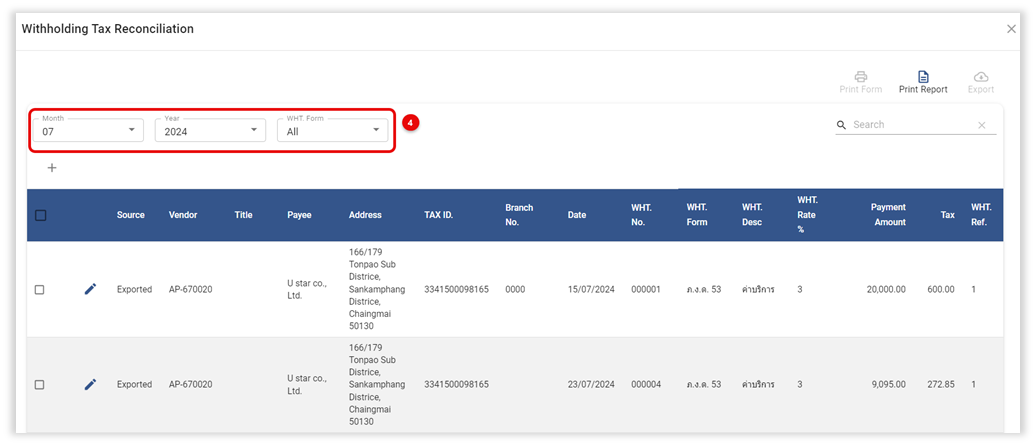 Withholding Tax Reconciliation
Print Form Print Report Export
Month Year WHT. Form
07 2024 All 4 Search
Source Vendor Title Payee Address TAX ID. Branch No. Date WHT. No. WHT. Form WHT. Desc WHT. Rate % Payment Amount Tax WHT. Ref.
166/179
Tonpao Sub
Districe,
U star co.,
Ltd.
Exported AP-670020 Sankamphang 3341500098165 0000 15/07/2024 000001 ภ.ง.ด. 53 ค่าบริการ 3 20,000.00 600.00 1
Districe,
Chaingmai
50130
166/179
Tonpao Sub
Districe,
U star co.,
Ltd.
Exported AP-670020 Sankamphang 3341500098165 23/07/2024 000004 ภ.ง.ด. 53 ค่าบริการ 3 9,095.00 272.85 1
Districe,
Chaingmai
50130